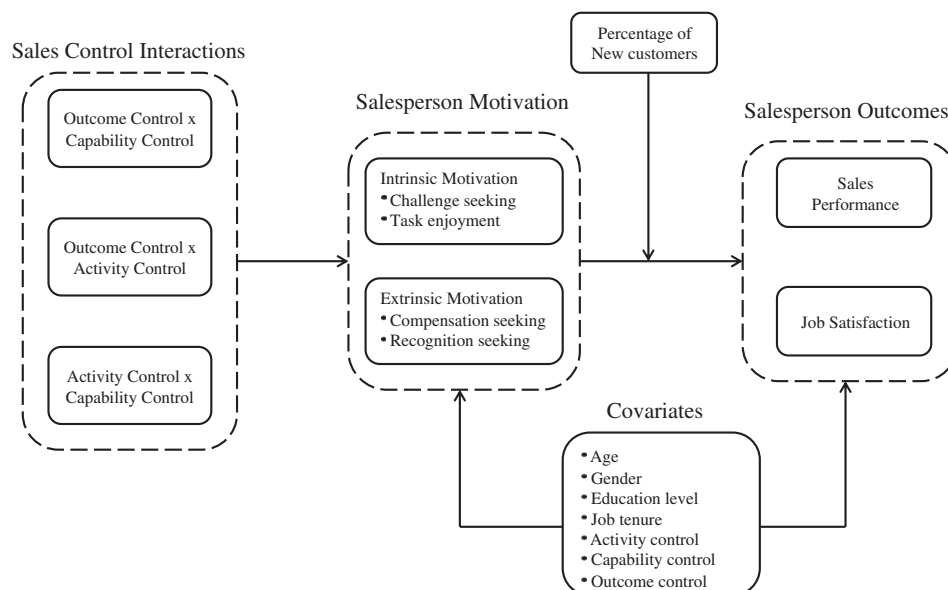 Sales Control Interactions
Outcome Control x
Capability Control
Outcome Control x
Activity Control
Activity Control x
Capability Control
Salesperson Motivation
Intrinsic Motivation
• Challenge seeking
• Task enjoyment
Extrinsic Motivation
• Compensation seeking
• Recognition seeking
Percentage of
New customers
Salesperson Outcomes
Sales
Performance
Job Satisfaction
Covariates
• Age
• Gender
• Education level
• Job tenure
• Activity control
• Capability control
• Outcome control